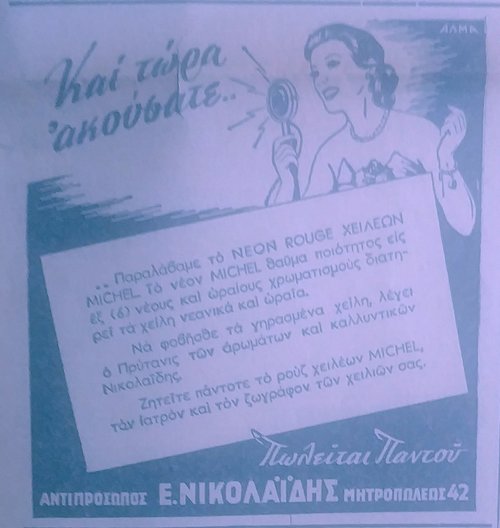 ΑΛΜΑ
Καί τώρα
ἀκούσατε..
.. Παραλάβαμε τό ΝΕΟΝ ROUGE ΧΕΙΛΕΩΝ
MICHEL. Τό νέον MICHEL θαῦμα ποιότητος εἰς
ἕξ (6) νέους καί ὡραίους χρωματισμούς διατη-
ρεῖ τά χείλη νεανικά καί ὡραῖα.
Νά φοβῆσθε τά γηρασμένα χείλη, λέγει
ὁ Πρύτανις τῶν ἀρωμάτων καί καλλυντικῶν
Νικολαΐδης.
Ζητεῖτε πάντοτε τό ρούζ χειλέων MICHEL,
τόν ἰατρόν καί τόν ζωγράφον τῶν χειλιῶν σας.
Πωλεῖται Παντοῦ
ΑΝΤΙΠΡΟΣΩΠΟΣ Ε. ΝΙΚΟΛΑΪΔΗΣ ΜΗΤΡΟΠΟΛΕΩΣ 42